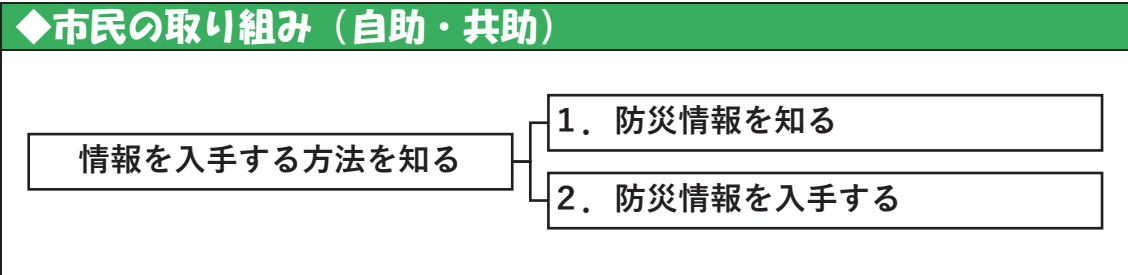 ◆市民の取り組み（自助・共助）
情報を入手する方法を知る
1．防災情報を知る
2．防災情報を入手する